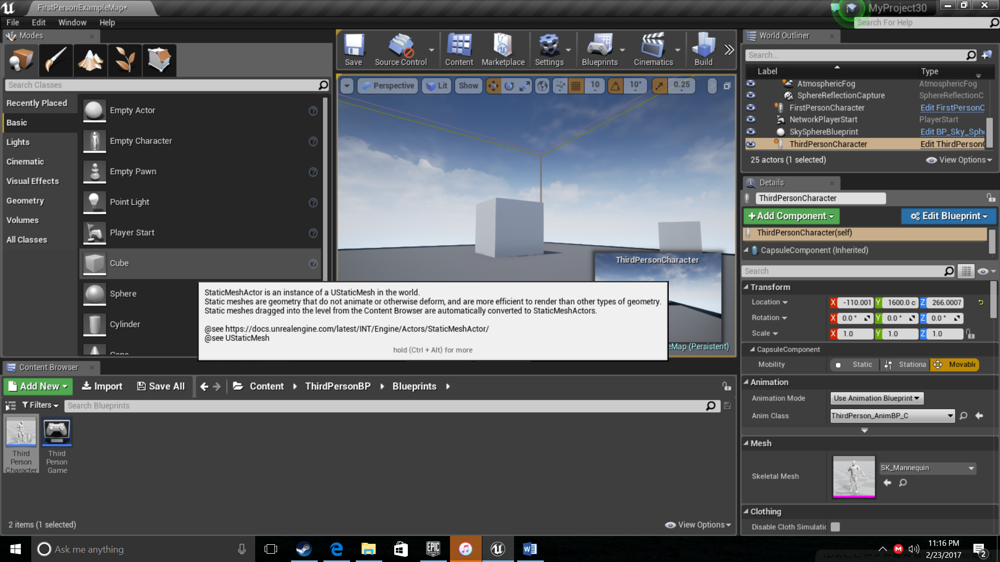 FirstPersonExampleMap*
MyProject30
File Edit Window Help
Search For Help
Modes
Search Classes
Recently Placed
Basic
Lights
Cinematic
Visual Effects
Geometry
Volumes
All Classes
Empty Actor
Empty Character
Empty Pawn
Point Light
Player Start
Cube
Sphere
Cylinder
Cone
Save
Source Control
Content
Marketplace
Settings
Blueprints
Cinematics
Build
Perspective
Lit
Show
10
10°
0.25
ThirdPersonCharacter
eMap (Persistent)
StaticMeshActor is an instance of a UStaticMesh in the world.
Static meshes are geometry that do not animate or otherwise deform, and are more efficient to render than other types of geometry.
Static meshes dragged into the level from the Content Browser are automatically converted to StaticMeshActors.
@see https://docs.unrealengine.com/latest/INT/Engine/Actors/StaticMeshActor/
@see UStaticMesh
hold (Ctrl + Alt) for more
World Outliner
Search...
Label Type
AtmosphericFog AtmosphericFog
SphereReflectionCapture SphereReflectionC
FirstPersonCharacter Edit FirstPersonC
NetworkPlayerStart PlayerStart
SkySphereBlueprint Edit BP_Sky_Sph
ThirdPersonCharacter Edit ThirdPersonC
25 actors (1 selected)
View Options
Details
ThirdPersonCharacter
+Add Component
Edit Blueprint
ThirdPersonCharacter(self)
CapsuleComponent (Inherited)
Search
Transform
Location X -110.001 Y 1600.0 c Z 266.0007
Rotation X 0.0 ° Y 0.0 ° Z 0.0 °
Scale X 1.0 Y 1.0 Z 1.0
CapsuleComponent
Mobility Static Stationa Movable
Animation
Animation Mode Use Animation Blueprint
Anim Class ThirdPerson_AnimBP_C
Mesh
Skeletal Mesh SK_Mannequin
Clothing
Disable Cloth Simulatic
Content Browser
Add New
Import
Save All
Content
ThirdPersonBP
Blueprints
Filters
Search Blueprints
Third
Person
Character
Third
Person
Game
2 items (1 selected)
View Options
Ask me anything
EPIC
GAMES
11:16 PM
2/23/2017
2